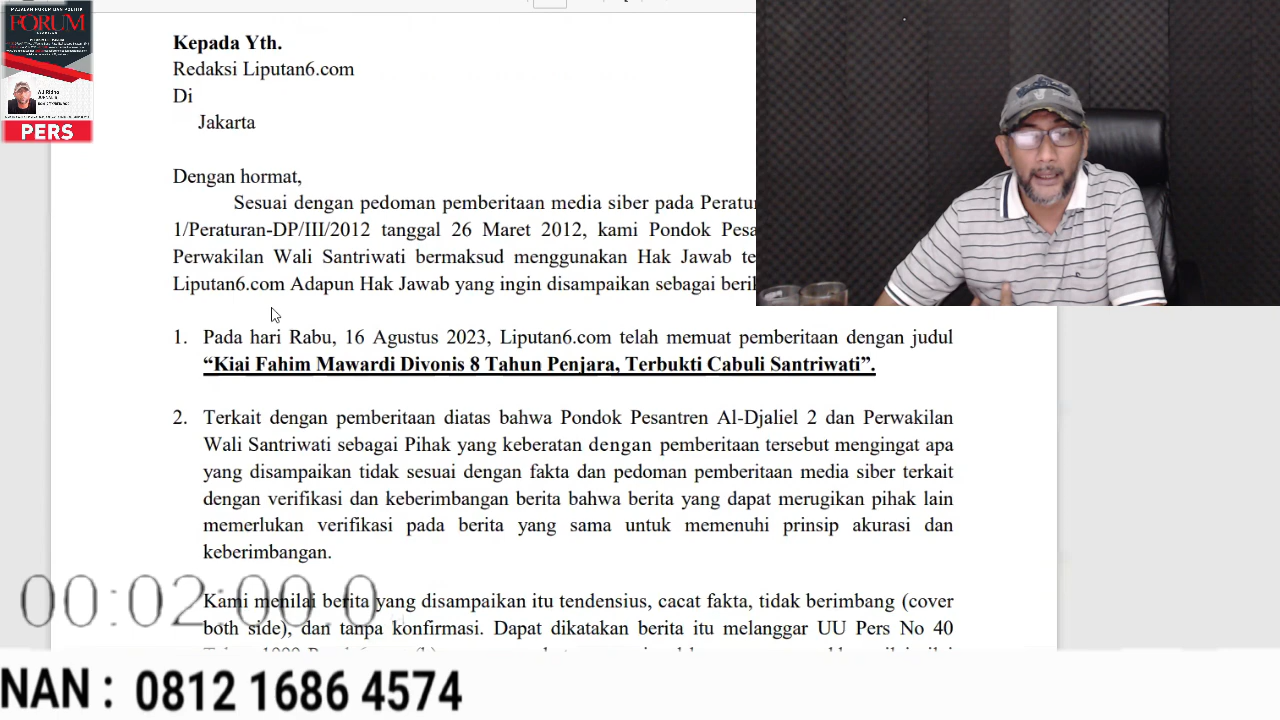 MAJALAH HUKUM DAN POLITIK
FORUM
PERS
Kepada Yth.
Redaksi Liputan6.com
Di
Jakarta
Dengan hormat,
Sesuai dengan pedoman pemberitaan media siber pada
1/Peraturan-DP/III/2012 tanggal 26 Maret 2012, kami Pondok
Perwakilan Wali Santriwati bermaksud menggunakan Hak Jawab
Liputan6.com Adapun Hak Jawab yang ingin disampaikan sebagai
1. Pada hari Rabu, 16 Agustus 2023, Liputan6.com telah memuat pemberitaan dengan judul
“Kiai Fahim Mawardi Divonis 8 Tahun Penjara, Terbukti Cabuli Santriwati”.
2. Terkait dengan pemberitaan diatas bahwa Pondok Pesantren Al-Djaliel 2 dan Perwakilan
Wali Santriwati sebagai Pihak yang keberatan dengan pemberitaan tersebut mengingat apa
yang disampaikan tidak sesuai dengan fakta dan pedoman pemberitaan media siber terkait
dengan verifikasi dan keberimbangan berita bahwa berita yang dapat merugikan pihak lain
memerlukan verifikasi pada berita yang sama untuk memenuhi prinsip akurasi dan
keberimbangan.
Kami menilai berita yang disampaikan itu tendensius, cacat fakta, tidak berimbang (cover
both side), dan tanpa konfirmasi. Dapat dikatakan berita itu melanggar UU Pers No 40
00:02:00.0
NAN : 0812 1686 4574